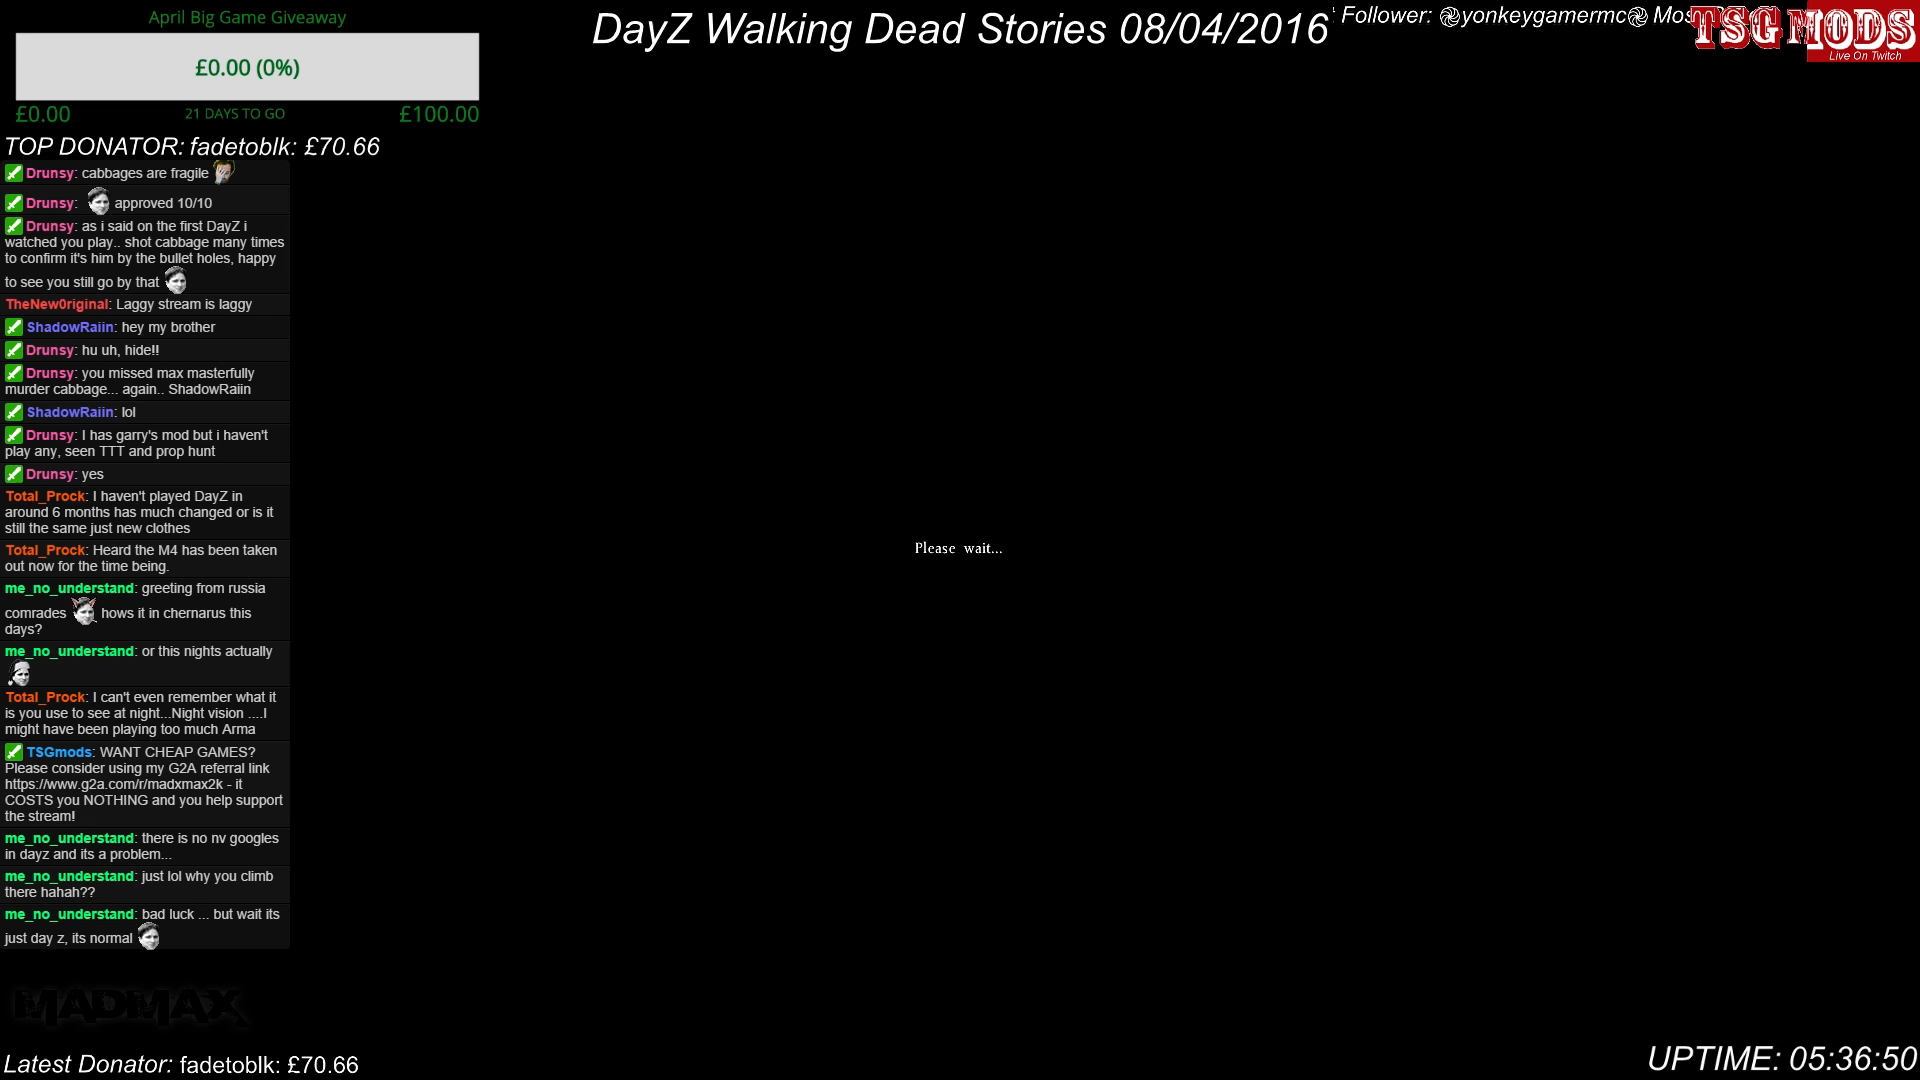 April Big Game Giveaway
£0.00 (0%)
£0.00 21 DAYS TO GO £100.00
DayZ Walking Dead Stories 08/04/2016
Follower: @yonkeygamermc@
TSG MODS
Live On Twitch
TOP DONATOR: fadetoblk: £70.66
Drunsy: cabbages are fragile
Drunsy: approved 10/10
Drunsy: as i said on the first DayZ i
watched you play.. shot cabbage many times
to confirm it's him by the bullet holes, happy
to see you still go by that
TheNew0riginal: Laggy stream is laggy
ShadowRaiin: hey my brother
Drunsy: hu uh, hide!!
Drunsy: you missed max masterfully
murder cabbage... again.. ShadowRaiin
ShadowRaiin: lol
Drunsy: I has garry's mod but i haven't
play any, seen TTT and prop hunt
Drunsy: yes
Total_Prock: I haven't played DayZ in
around 6 months has much changed or is it
still the same just new clothes
Total_Prock: Heard the M4 has been taken
out now for the time being.
me_no_understand: greeting from russia
comrades hows it in chernarus this
days?
me_no_understand: or this nights actually
Total_Prock: I can't even remember what it
is you use to see at night...Night vision ....I
might have been playing too much Arma
TSGmods: WANT CHEAP GAMES?
Please consider using my G2A referral link
https://www.g2a.com/r/madxmax2k - it
COSTS you NOTHING and you help support
the stream!
me_no_understand: there is no nv googles
in dayz and its a problem...
me_no_understand: just lol why you climb
there hahah??
me_no_understand: bad luck ... but wait its
just day z, its normal
Please wait...
MADMAX
Latest Donator: fadetoblk: £70.66
UPTIME: 05:36:50